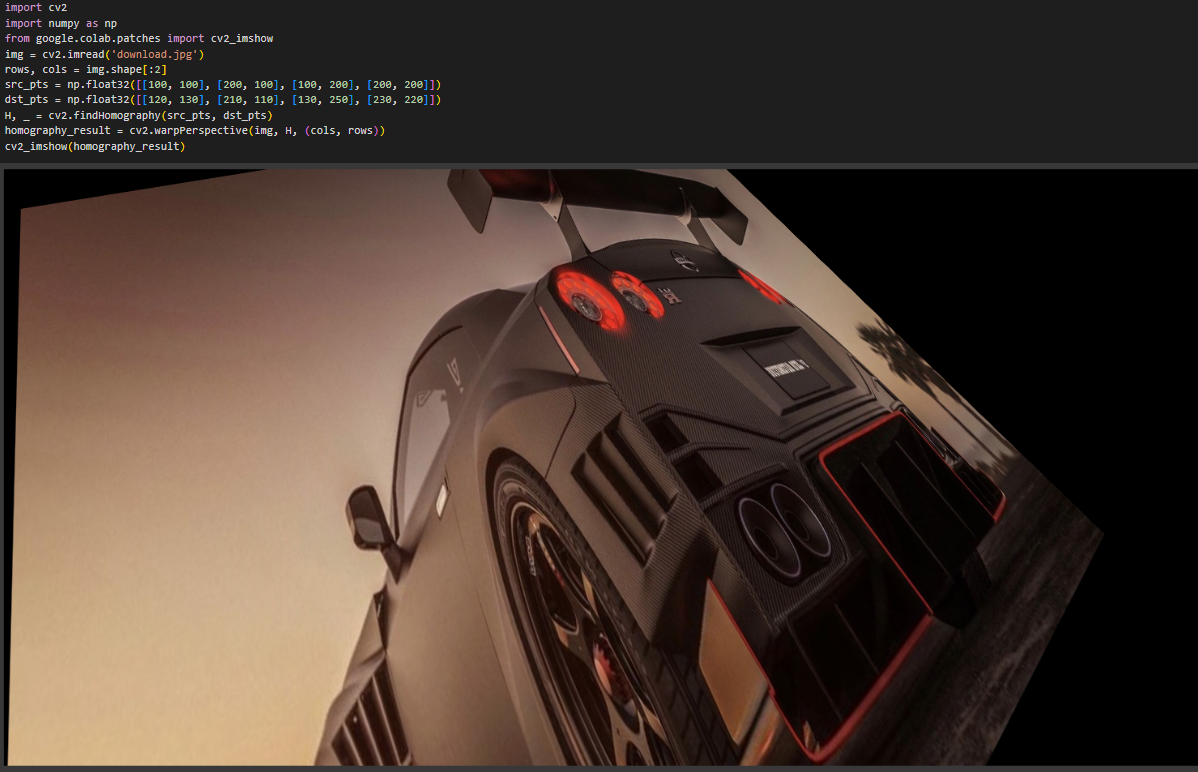 import cv2
import numpy as np
from google.colab.patches import cv2_imshow
img = cv2.imread('download.jpg')
rows, cols = img.shape[:2]
src_pts = np.float32([[100, 100], [200, 100], [100, 200], [200, 200]])
dst_pts = np.float32([[120, 130], [210, 110], [130, 250], [230, 220]])
H, _ = cv2.findHomography(src_pts, dst_pts)
homography_result = cv2.warpPerspective(img, H, (cols, rows))
cv2_imshow(homography_result)